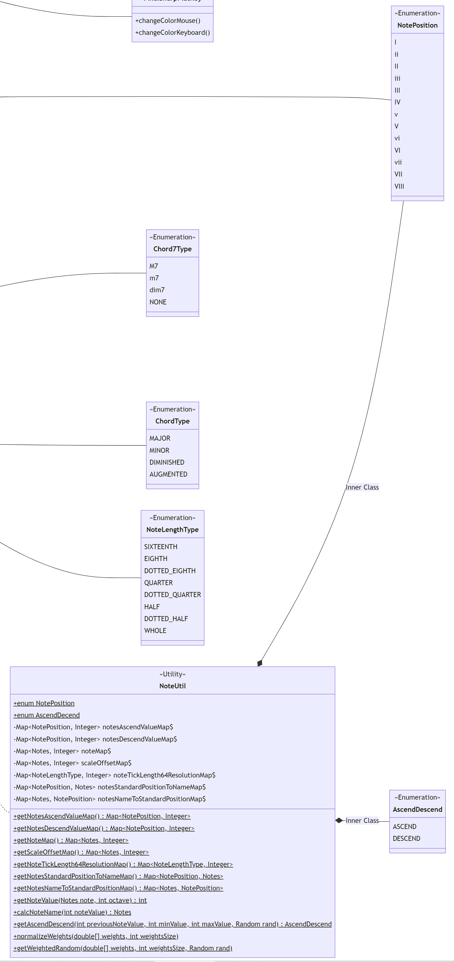 +changeColorMouse()
+changeColorKeyboard()
«Enumeration»
NotePosition
I
ii
II
iii
III
IV
v
V
vi
VI
vii
VII
VIII
«Enumeration»
Chord7Type
M7
m7
dim7
NONE
«Enumeration»
ChordType
MAJOR
MINOR
DIMINISHED
AUGMENTED
Inner Class
«Enumeration»
NoteLengthType
SIXTEENTH
EIGHTH
DOTTED_EIGHTH
QUARTER
DOTTED_QUARTER
HALF
DOTTED_HALF
WHOLE
«Utility»
NoteUtil
+enum NotePosition
+enum AscendDecend
-Map<NotePosition, Integer> notesAscendValueMap$
-Map<NotePosition, Integer> notesDescendValueMap$
-Map<Notes, Integer> noteMap$
-Map<Notes, Integer> scaleOffsetMap$
-Map<NoteLengthType, Integer> noteTickLength64ResolutionMap$
-Map<NotePosition, Notes> notesStandardPositionToNameMap$
-Map<Notes, NotePosition> notesNameToStandardPositionMap$
+getNotesAscendValueMap() : Map<NotePosition, Integer>
+getNotesDescendValueMap() : Map<NotePosition, Integer>
+getNoteMap() : Map<Notes, Integer>
+getScaleOffsetMap() : Map<Notes, Integer>
+getNoteTickLength64ResolutionMap() : Map<NoteLengthType, Integer>
+getNotesStandardPositionToNameMap() : Map<NotePosition, Notes>
+getNotesNameToStandardPositionMap() : Map<Notes, NotePosition>
+getNoteValue(Notes note, int octave) : int
+calcNoteName(int noteValue) : Notes
+getAscendDescend(int previousNoteValue, int minValue, int maxValue, Random rand) : AscendDescend
+normalizeWeights(double[] weights, int weightsSize)
+getWeightedRandom(double[] weights, int weightsSize, Random rand)
Inner Class
«Enumeration»
AscendDescend
ASCEND
DESCEND